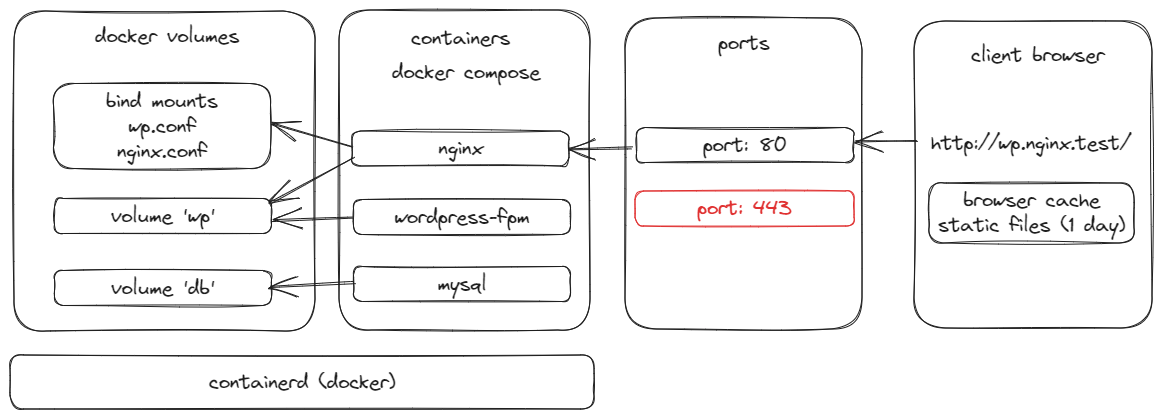 docker volumes
bind mounts
wp.conf
nginx.conf
volume 'wp'
volume 'db'
containers
docker compose
nginx
wordpress-fpm
mysql
ports
port: 80
port: 443
client browser
http://wp.nginx.test/
browser cache
static files (1 day)
containerd (docker)